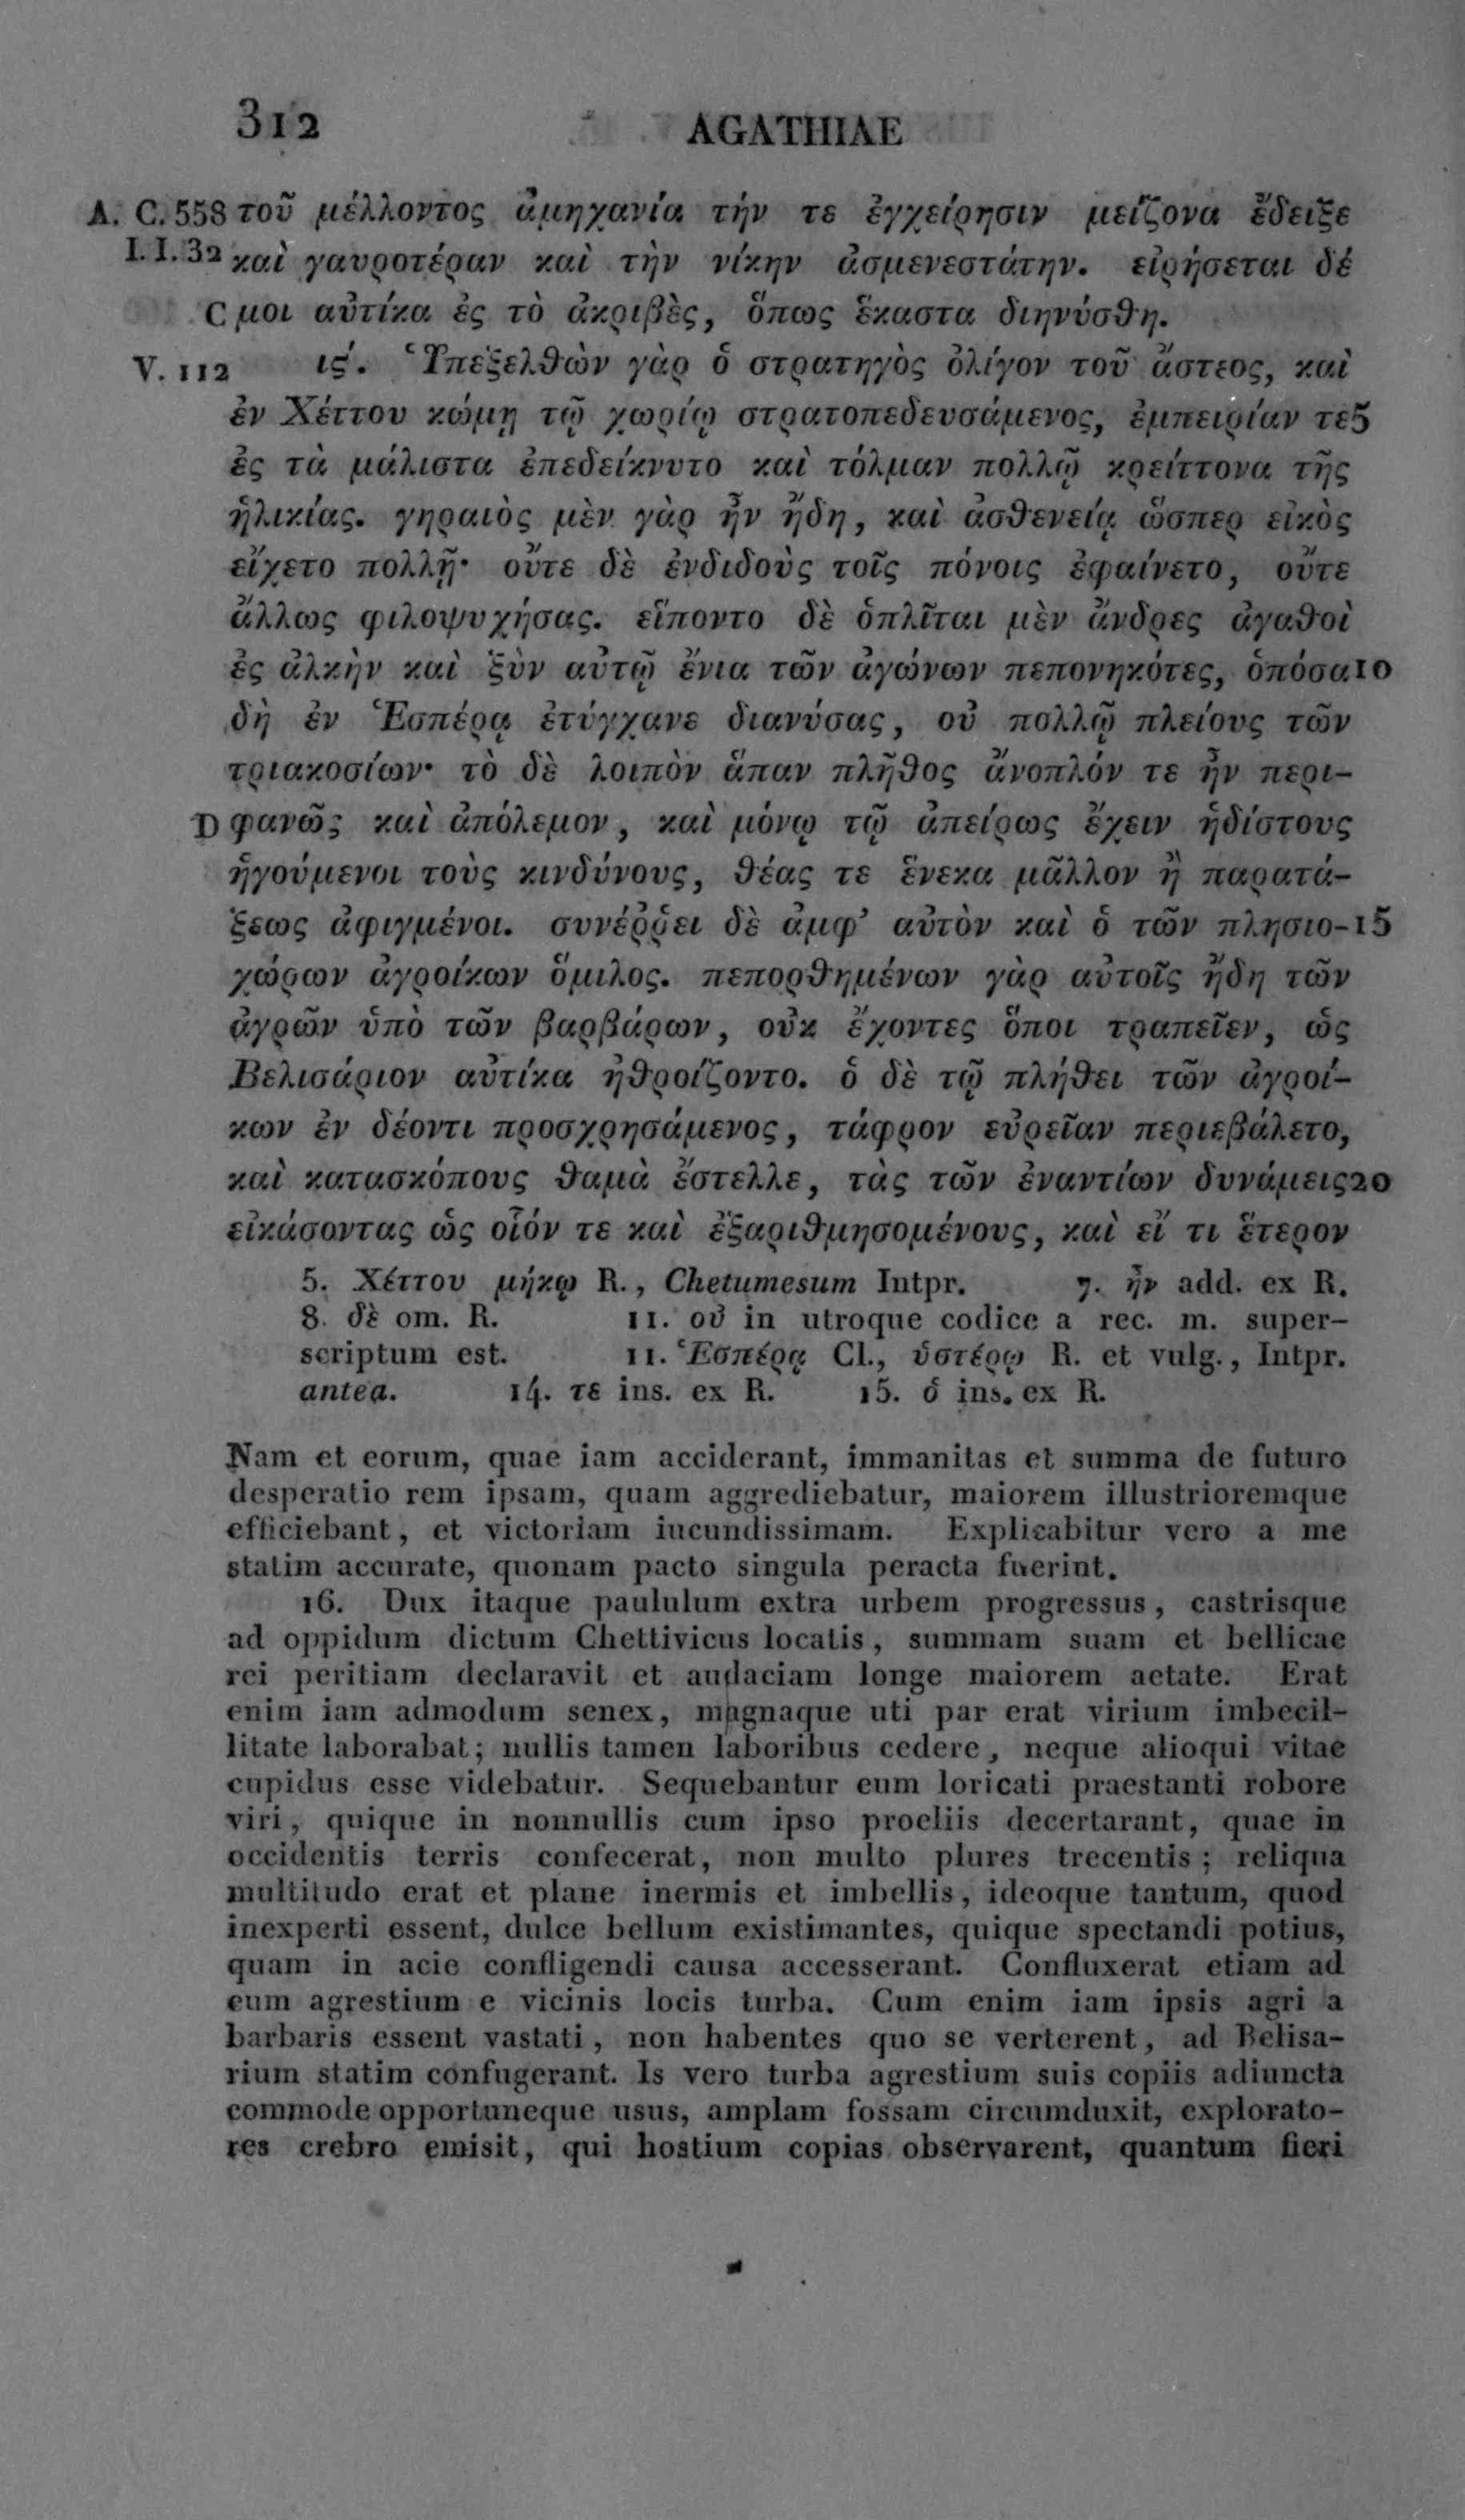 312 AGATHIAE
A. C. 558 τοῦ μέλλοντος ἀμηχανία τήν τε ἐγχείρησιν μείζονα ἔδειξε
I. I. 32 καὶ γαυροτέραν καὶ τὴν νίκην ἀσμενεστάτην. εἰρήσεται δέ
C μοι αὐτίκα ἐς τὸ ἀκριβὲς, ὅπως ἕκαστα διηνύσθη.
V. 112 ις΄. Ὑπεξελθὼν γὰρ ὁ στρατηγὸς ὀλίγον τοῦ ἄστεος, καὶ
ἐν Χέττου κώμῃ τῷ χωρίῳ στρατοπεδευσάμενος, ἐμπειρίαν τε 5
ἐς τὰ μάλιστα ἐπεδείκνυτο καὶ τόλμαν πολλῷ κρείττονα τῆς
ἡλικίας. γηραιὸς μὲν γὰρ ἦν ἤδη, καὶ ἀσθενείᾳ ὥσπερ εἰκὸς
εἴχετο πολλῇ· οὔτε δὲ ἐνδιδοὺς τοῖς πόνοις ἐφαίνετο, οὔτε
ἄλλως φιλοψυχήσας. εἵποντο δὲ ὁπλῖται μὲν ἄνδρες ἀγαθοὶ
ἐς ἀλκὴν καὶ ξὺν αὐτῷ ἔνια τῶν ἀγώνων πεπονηκότες, ὁπόσα 10
δὴ ἐν Ἑσπέρᾳ ἐτύγχανε διανύσας, οὐ πολλῷ πλείους τῶν
τριακοσίων· τὸ δὲ λοιπὸν ἅπαν πλῆθος ἄνοπλόν τε ἦν περι-
D φανῶς καὶ ἀπόλεμον, καὶ μόνῳ τῷ ἀπείρως ἔχειν ἡδίστους
ἡγούμενοι τοὺς κινδύνους, θέας τε ἕνεκα μᾶλλον ἢ παρατά-
ξεως ἀφιγμένοι. συνέῤῥει δὲ ἀμφ’ αὐτὸν καὶ ὁ τῶν πλησιο- 15
χώρων ἀγροίκων ὅμιλος. πεπορθημένων γὰρ αὐτοῖς ἤδη τῶν
ἀγρῶν ὑπὸ τῶν βαρβάρων, οὐκ ἔχοντες ὅποι τραπεῖεν, ὡς
Βελισάριον αὐτίκα ἠθροίζοντο. ὁ δὲ τῷ πλήθει τῶν ἀγροί-
κων ἐν δέοντι προσχρησάμενος, τάφρον εὐρεῖαν περιεβάλετο,
καὶ κατασκόπους θαμὰ ἔστελλε, τὰς τῶν ἐναντίων δυνάμεις 20
εἰκάσοντας ὡς οἷόν τε καὶ ἐξαριθμησομένους, καὶ εἴ τι ἕτερον
5. Χέττου μήκῳ R., Chetumesum Intpr. 7. ἦν add. ex R.
8. δὲ om. R. 11. οὐ in utroque codice a rec. m. super-
scriptum est. 11. Ἑσπέρᾳ Cl., ὑστέρῳ R. et vulg., Intpr.
antea. 14. τε ins. ex R. 15. ὁ ins. ex R.
Nam et eorum, quae iam acciderant, immanitas et summa de futuro
desperatio rem ipsam, quam aggrediebatur, maiorem illustrioremque
efficiebant, et victoriam iucundissimam. Explicabitur vero a me
statim accurate, quonam pacto singula peracta fuerint.
16. Dux itaque paululum extra urbem progressus, castrisque
ad oppidum dictum Chettivicus locatis, summam suam et bellicae
rei peritiam declaravit et audaciam longe maiorem aetate. Erat
enim iam admodum senex, magnaque uti par erat virium imbecil-
litate laborabat; nullis tamen laboribus cedere, neque alioqui vitae
cupidus esse videbatur. Sequebantur eum loricati praestanti robore
viri, quique in nonnullis cum ipso proeliis decertarant, quae in
occidentis terris confecerat, non multo plures trecentis; reliqua
multitudo erat et plane inermis et imbellis, ideoque tantum, quod
inexperti essent, dulce bellum existimantes, quique spectandi potius,
quam in acie confligendi causa accesserant. Confluxerat etiam ad
eum agrestium e vicinis locis turba. Cum enim iam ipsis agri a
barbaris essent vastati, non habentes quo se verterent, ad Belisa-
rium statim confugerant. Is vero turba agrestium suis copiis adiuncta
commode opportuneque usus, amplam fossam circumduxit, explorato-
res crebro emisit, qui hostium copias observarent, quantum fieri